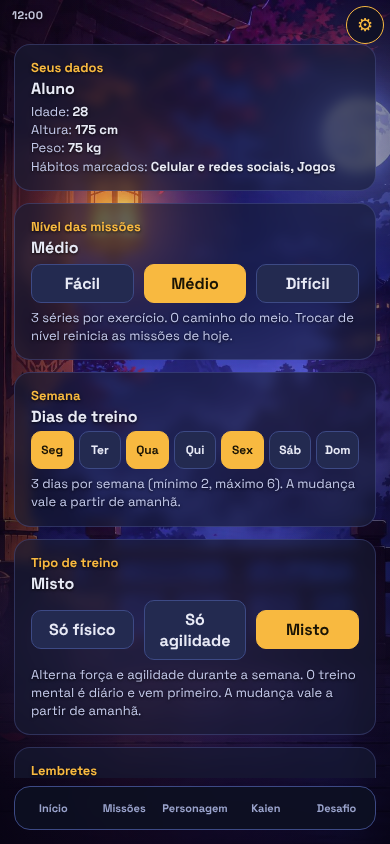 12:00
Seus dados
Aluno
Idade: 28
Altura: 175 cm
Peso: 75 kg
Hábitos marcados: Celular e redes sociais, Jogos
Nível das missões
Médio
Fácil Médio Difícil
3 séries por exercício. O caminho do meio. Trocar de
nível reinicia as missões de hoje.
Semana
Dias de treino
Seg Ter Qua Qui Sex Sáb Dom
3 dias por semana (mínimo 2, máximo 6). A mudança
vale a partir de amanhã.
Tipo de treino
Misto
Só físico
Só
agilidade
Misto
Alterna força e agilidade durante a semana. O treino
mental é diário e vem primeiro. A mudança vale a
partir de amanhã.
Lembretes
Início Missões Personagem Kaien Desafio